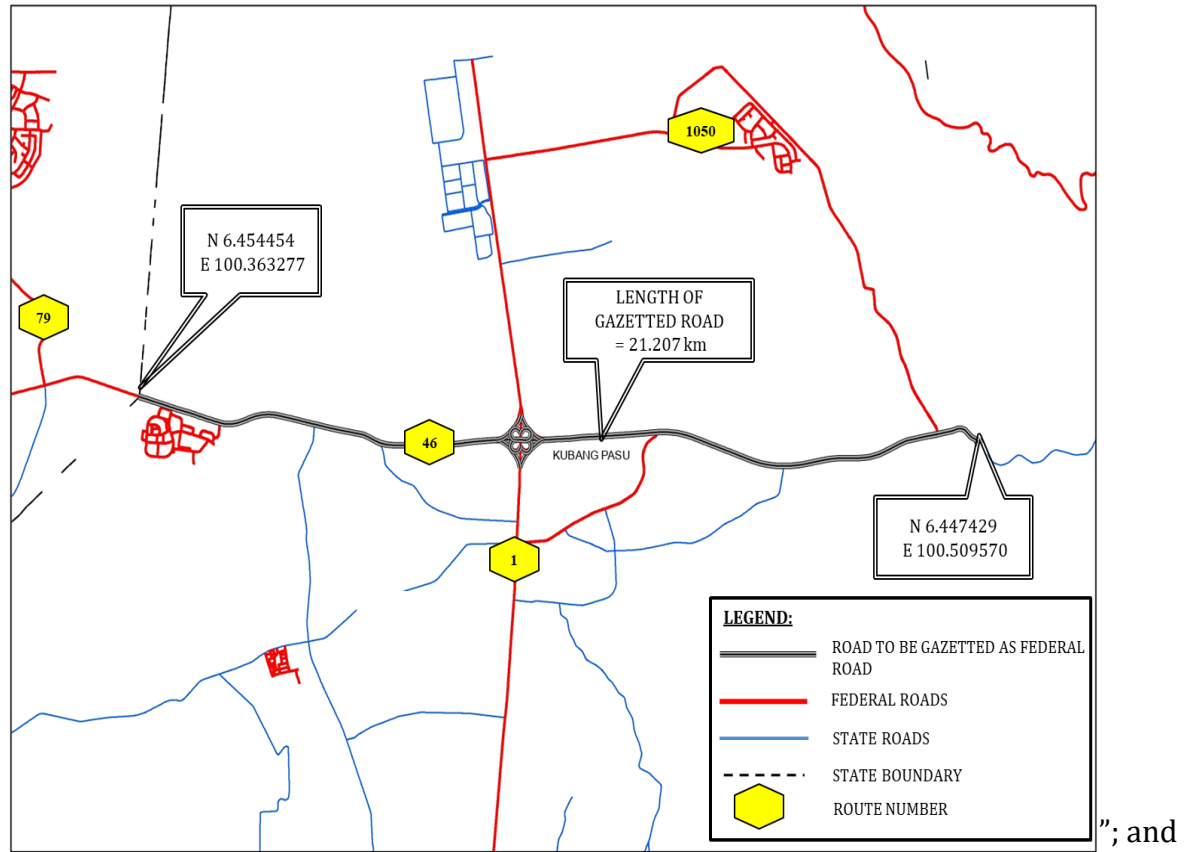 1050
N 6.454454
E 100.363277
LENGTH OF
GAZETTED ROAD
= 21.207 km
79
46
KUBANG PASU
N 6.447429
E 100.509570
1
LEGEND:
ROAD TO BE GAZETTED AS FEDERAL
ROAD
FEDERAL ROADS
STATE ROADS
STATE BOUNDARY
ROUTE NUMBER
”; and